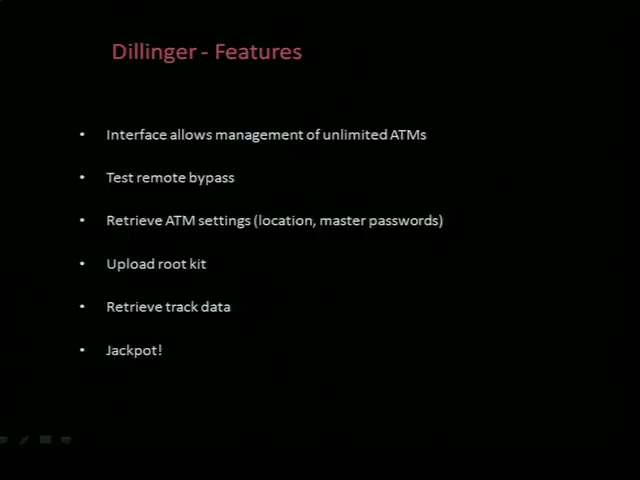 Dillinger - Features
• Interface allows management of unlimited ATMs
• Test remote bypass
• Retrieve ATM settings (location, master passwords)
• Upload root kit
• Retrieve track data
• Jackpot!